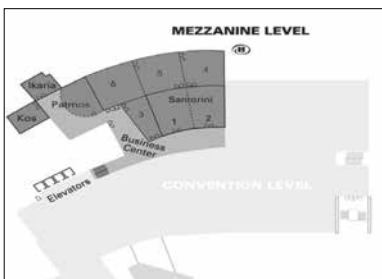 MEZZANINE LEVEL
Ikaria
Patmos
Kos
6
5
4
Santorini
3
1
2
Business
Center
Elevators
CONVENTION LEVEL